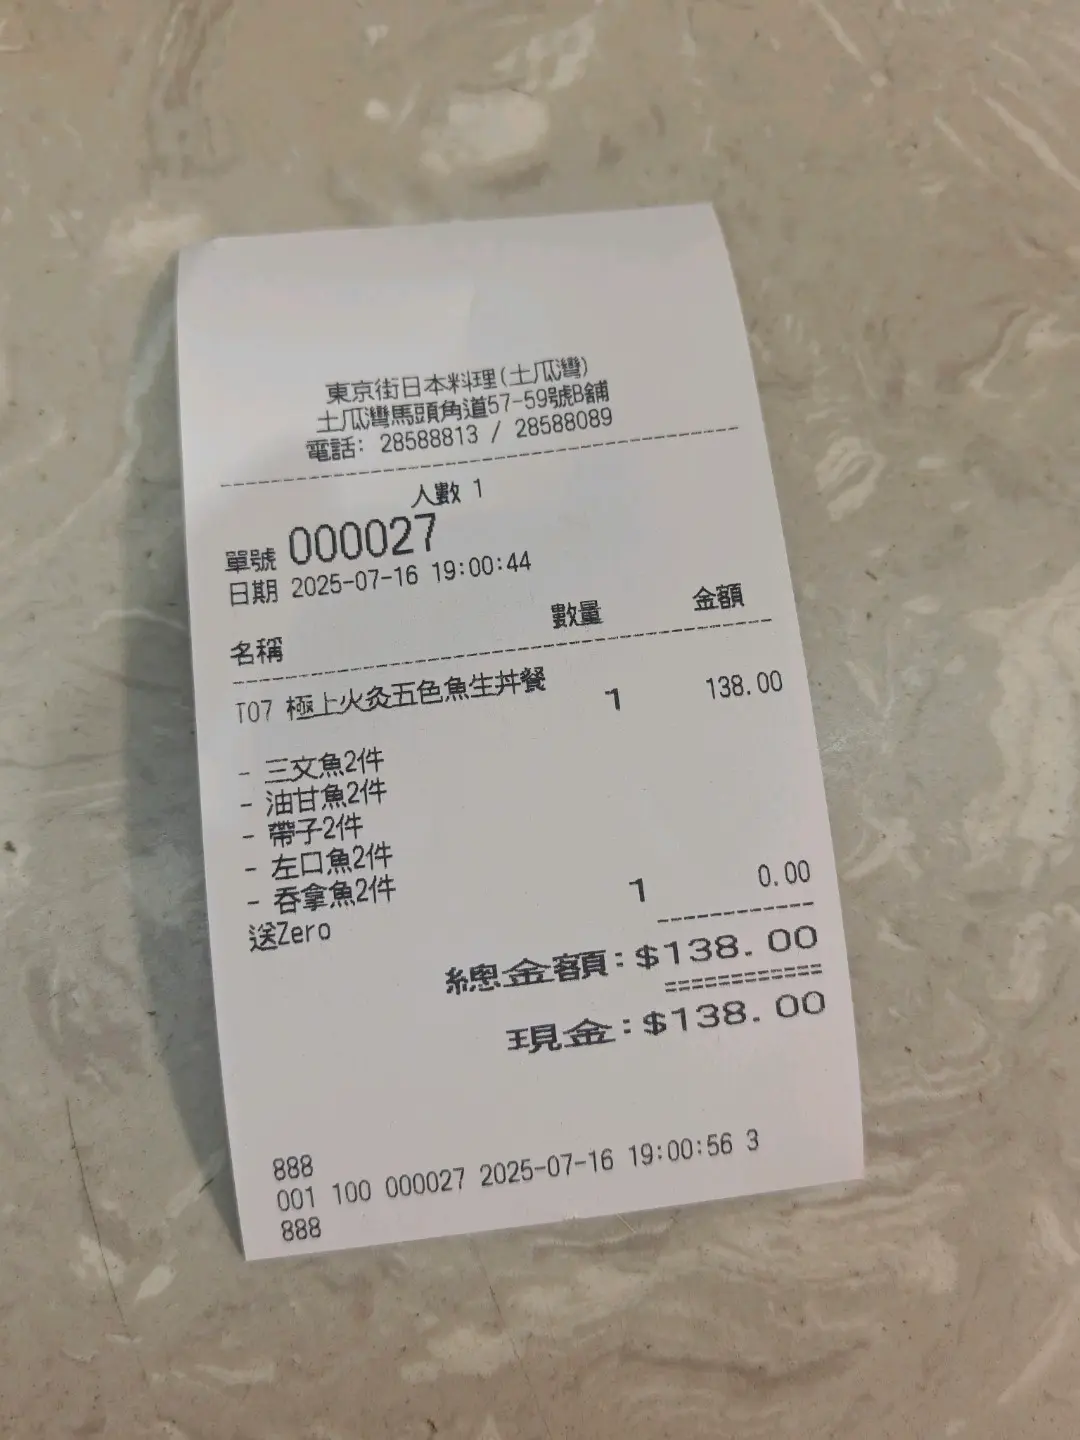 東京街日本料理(土瓜灣)
土瓜灣馬頭角道57-59號B舖
電話: 28588813 / 28588089
人數 1
單號 000027
日期 2025-07-16 19:00:44
名稱 數量 金額
T07 極上火灸五色魚生丼餐 1 138.00
- 三文魚2件
- 油甘魚2件
- 帶子2件
- 左口魚2件
- 吞拿魚2件
送Zero 1 0.00
總金額:$138.00
現金:$138.00
888
001 100 000027 2025-07-16 19:00:56 3
888